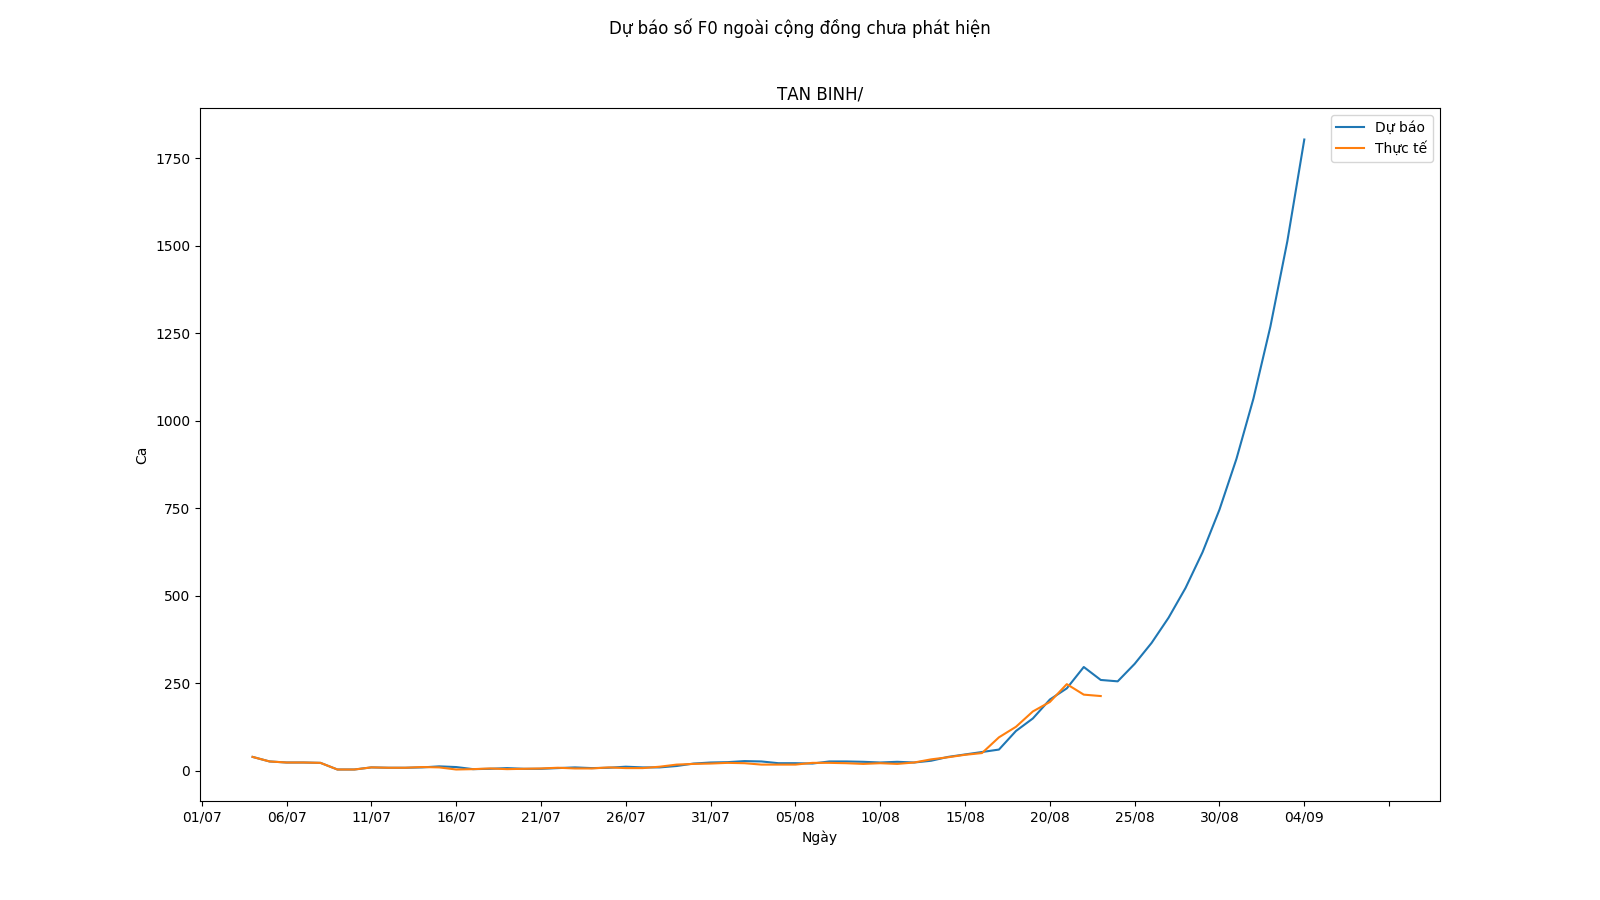 Dự báo số F0 ngoài cộng đồng chưa phát hiện
TAN BINH/
Dự báo
Thực tế
1750
1500
1250
1000
750
500
250
0
Ca
01/07 06/07 11/07 16/07 21/07 26/07 31/07 05/08 10/08 15/08 20/08 25/08 30/08 04/09
Ngày